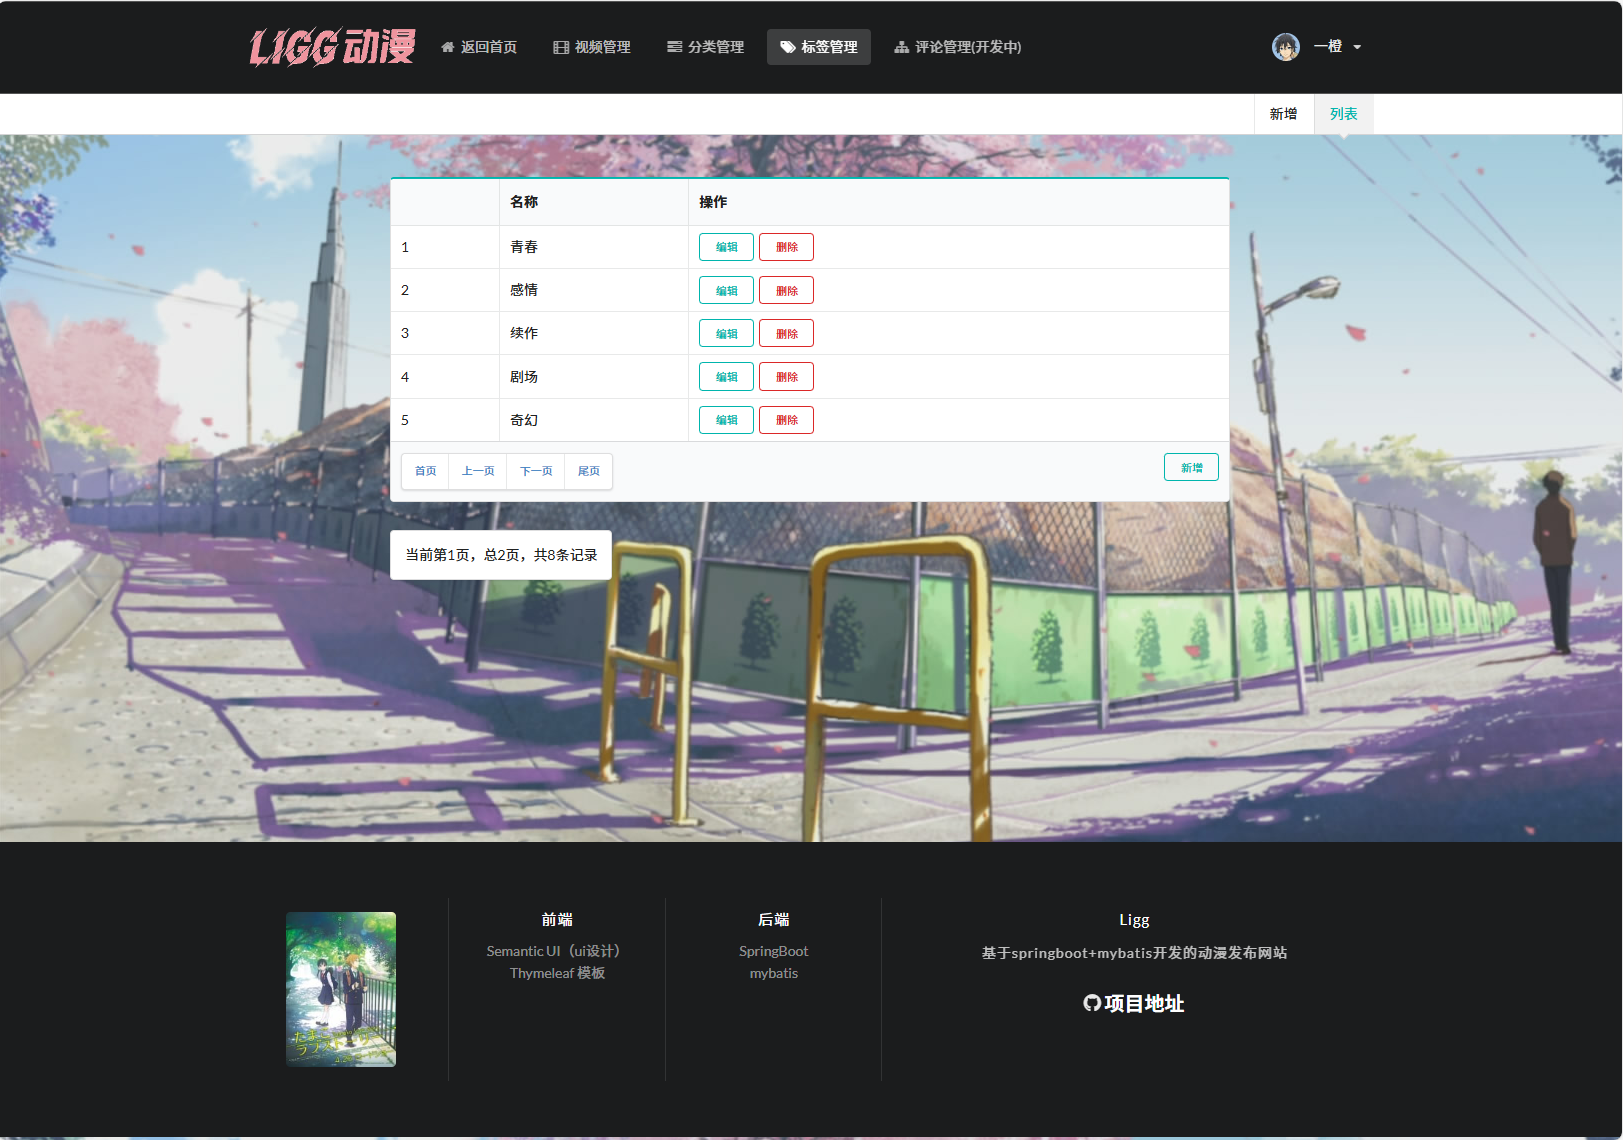 LIGG动漫 返回首页 视频管理 分类管理 标签管理 评论管理(开发中) 一橙
新增 列表
名称 操作
1 青春 编辑 删除
2 感情 编辑 删除
3 续作 编辑 删除
4 剧场 编辑 删除
5 奇幻 编辑 删除
首页 上一页 下一页 尾页 新增
当前第1页，总2页，共8条记录
前端
Semantic UI（ui设计）
Thymeleaf 模板
后端
SpringBoot
mybatis
Ligg
基于springboot+mybatis开发的动漫发布网站
项目地址